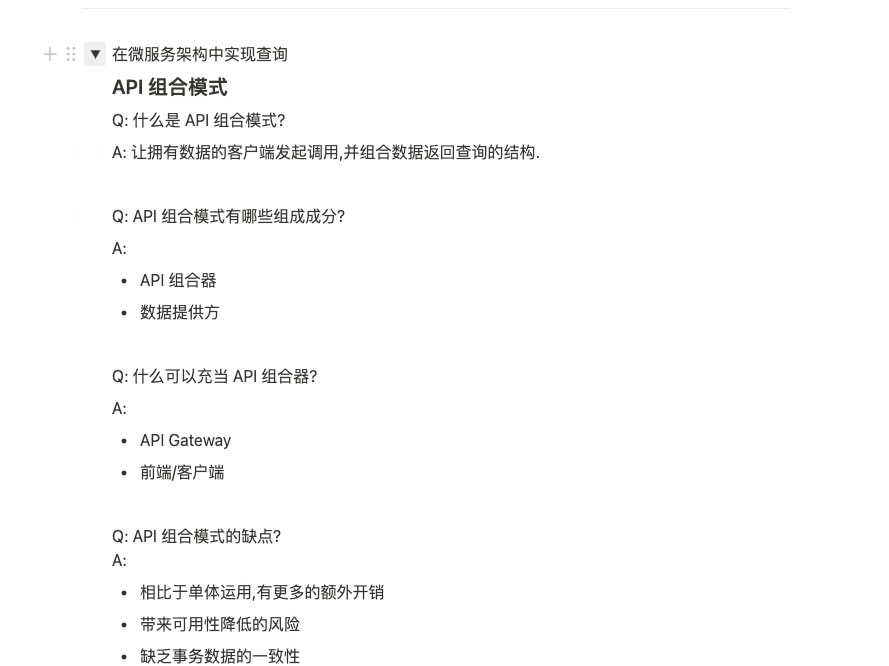 在微服务架构中实现查询
API 组合模式
Q: 什么是 API 组合模式?
A: 让拥有数据的客户端发起调用,并组合数据返回查询的结构.
Q: API 组合模式有哪些组成成分?
A:
• API 组合器
• 数据提供方
Q: 什么可以充当 API 组合器?
A:
• API Gateway
• 前端/客户端
Q: API 组合模式的缺点?
A:
• 相比于单体运用,有更多的额外开销
• 带来可用性降低的风险
• 缺乏事务数据的一致性